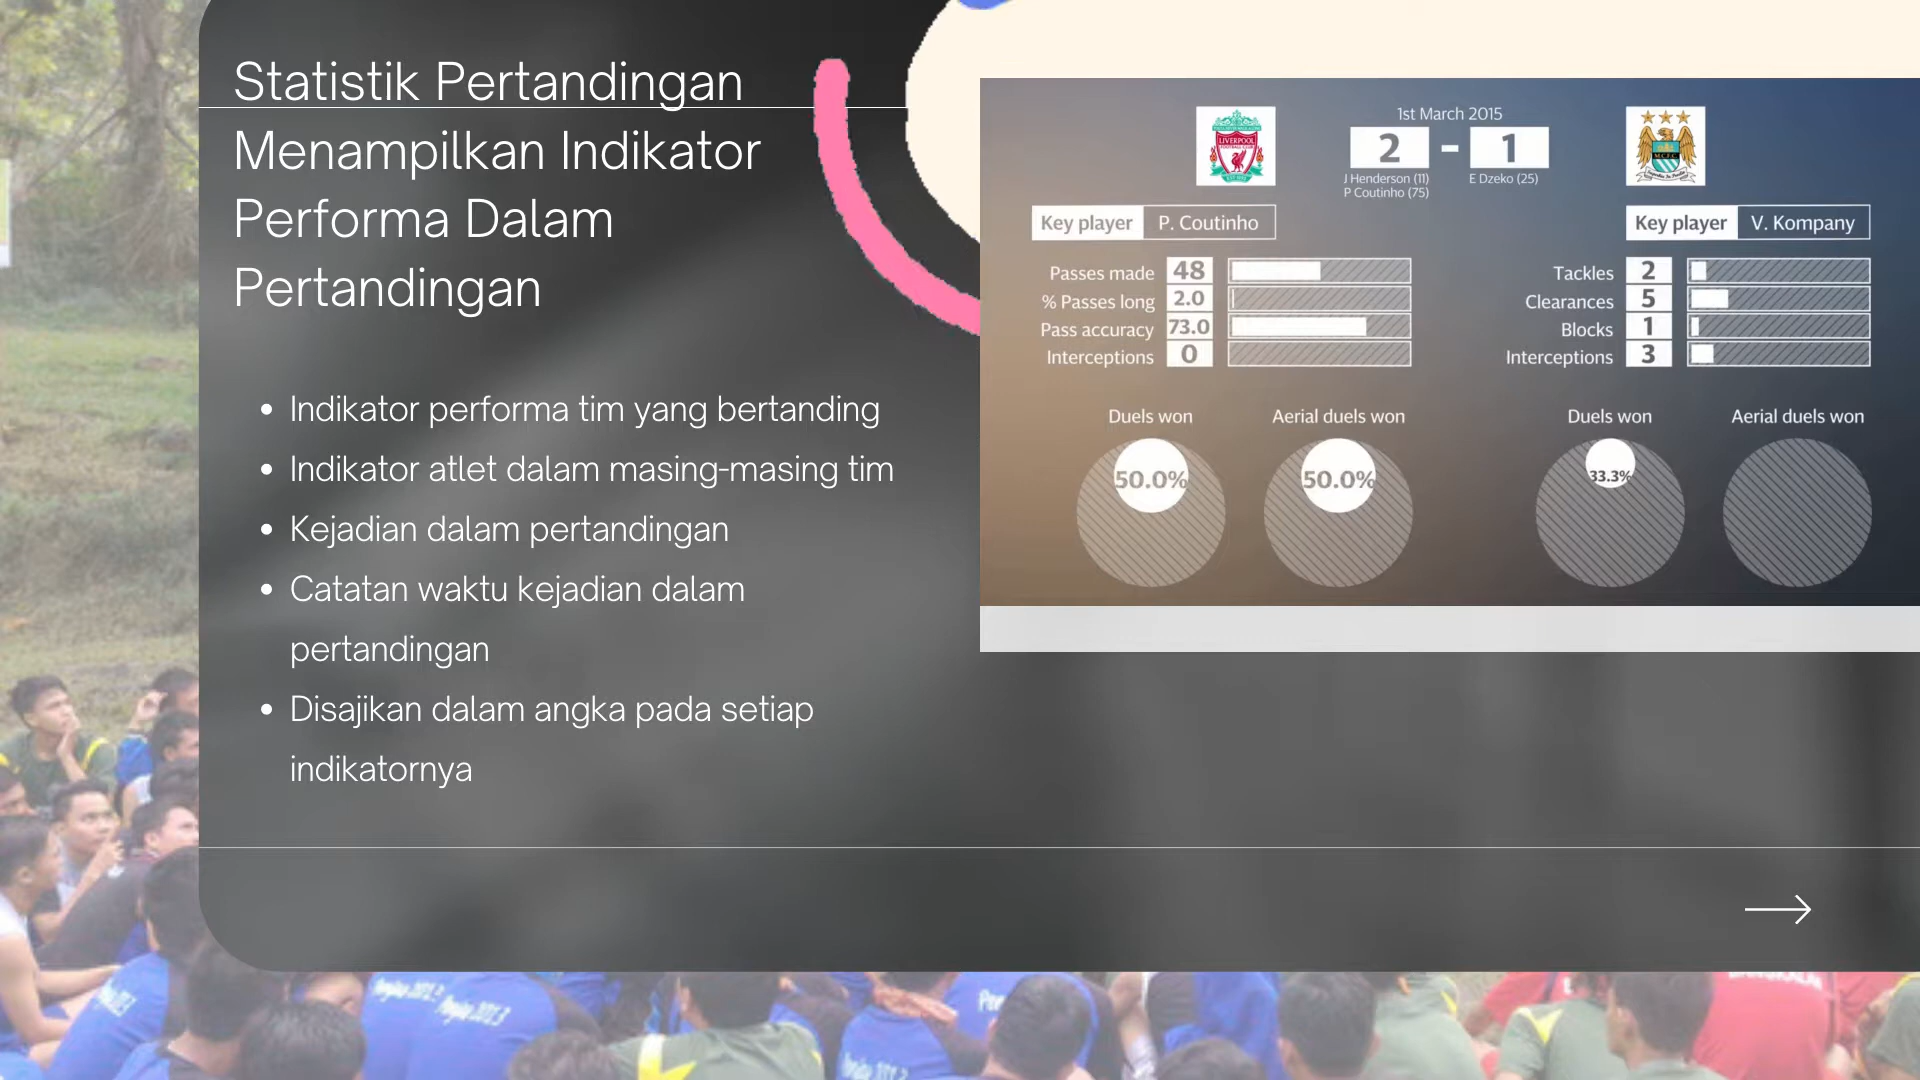 Statistik Pertandingan
Menampilkan Indikator
Performa Dalam
Pertandingan
• Indikator performa tim yang bertanding
• Indikator atlet dalam masing-masing tim
• Kejadian dalam pertandingan
• Catatan waktu kejadian dalam
pertandingan
• Disajikan dalam angka pada setiap
indikatornya
1st March 2015
2 - 1
J Henderson (11)
P Coutinho (75)
E Dzeko (25)
LIVERPOOL
Key player P. Coutinho
Passes made 48
% Passes long 2.0
Pass accuracy 73.0
Interceptions 0
Duels won
50.0%
Aerial duels won
50.0%
Key player V. Kompany
Tackles 2
Clearances 5
Blocks 1
Interceptions 3
Duels won
33.3%
Aerial duels won